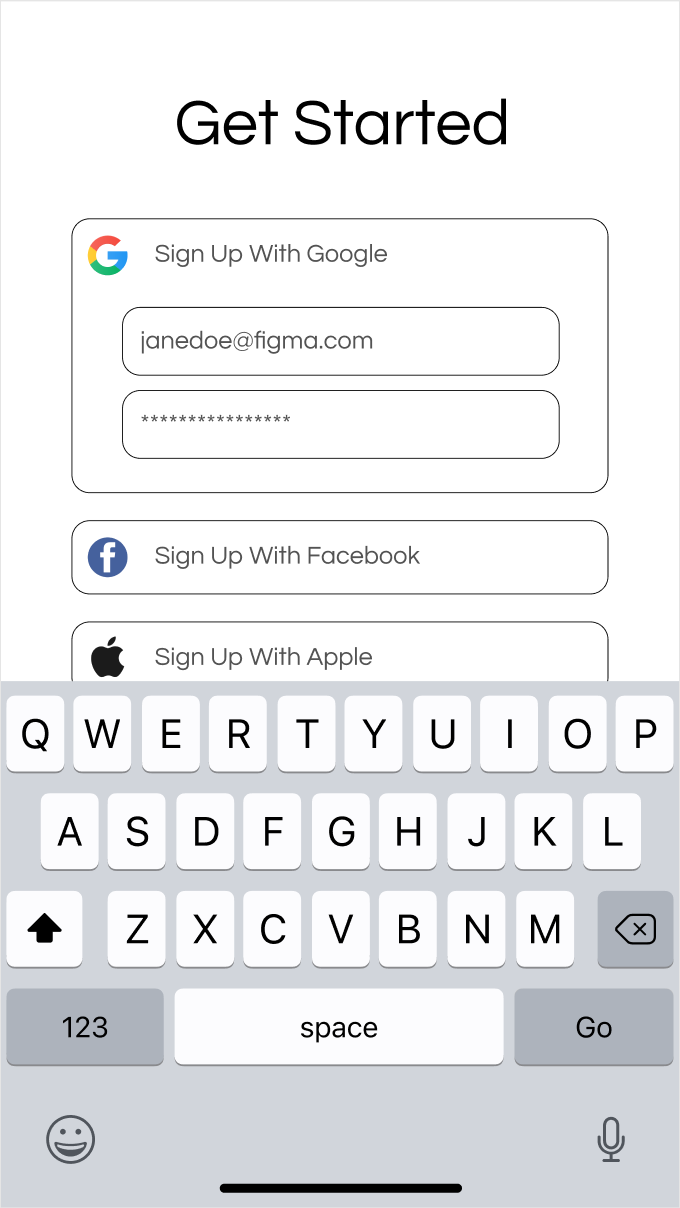 Get Started
Sign Up With Google
janedoe@figma.com
****************
Sign Up With Facebook
Sign Up With Apple
Q W E R T Y U I O P
A S D F G H J K L
Z X C V B N M
123 space Go